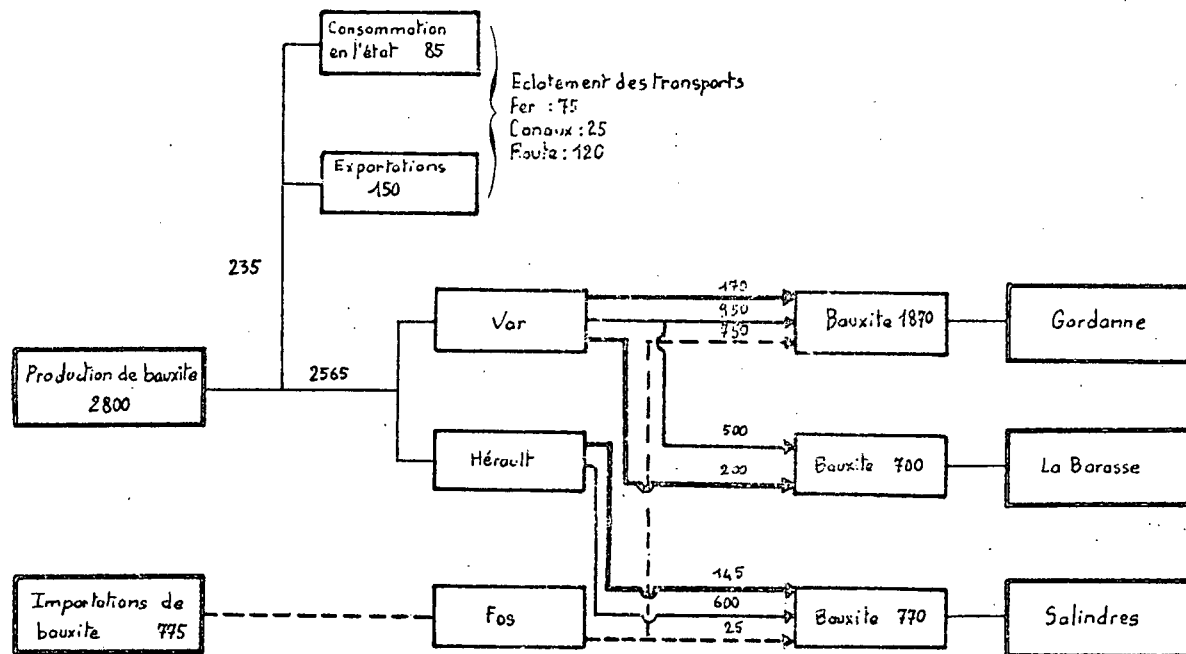 Consommation
en l'état 85
Eclatement des transports
Fer : 75
Canaux : 25
Route : 120
Exportations
150
235
Var
170
950
750
Bauxite 1870
Gardanne
Production de bauxite
2800
2565
Hérault
500
200
Bauxite 700
La Barasse
Importations de
bauxite 775
Fos
145
600
25
Bauxite 770
Salindres